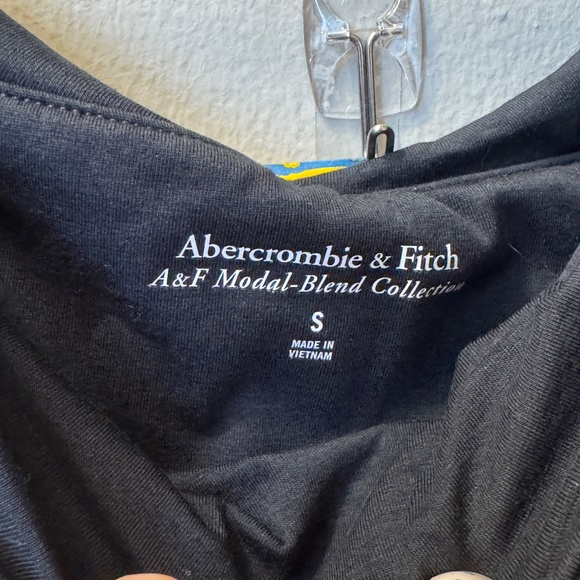 Abercrombie & Fitch
A&F Modal-Blend Collection
S
MADE IN
VIETNAM